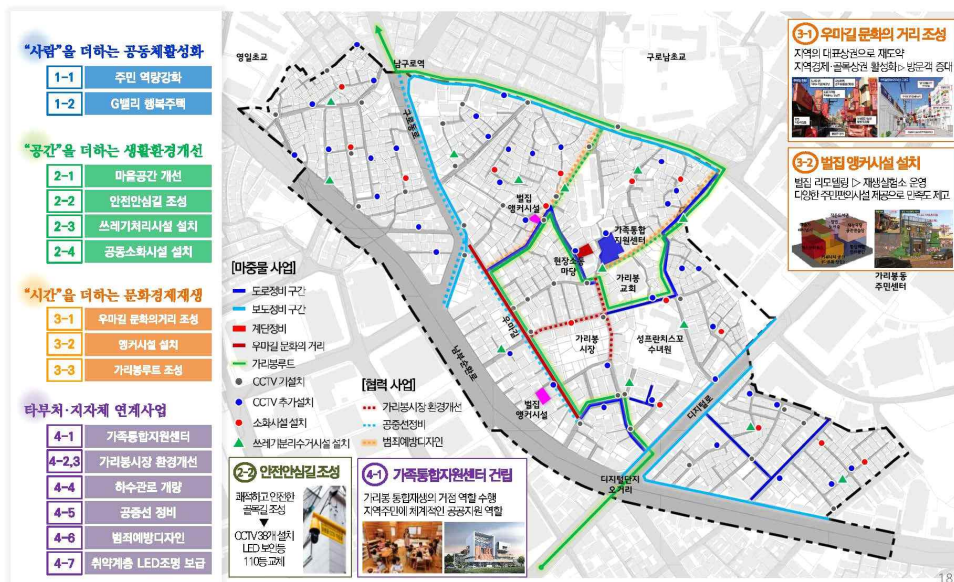 "사람"을 더하는 공동체활성화
1-1 주민 역량강화
1-2 G밸리 행복주택
"공간"을 더하는 생활환경개선
2-1 마을공간 개선
2-2 안전안심길 조성
2-3 쓰레기처리시설 설치
2-4 공동소화시설 설치
"시간"을 더하는 문화경제재생
3-1 우마길 문화의거리 조성
3-2 앵커시설 설치
3-3 가리봉루트 조성
타부처·지자체 연계사업
4-1 가족통합지원센터
4-2,3 가리봉시장 환경개선
4-4 하수관로 개량
4-5 공중선 정비
4-6 범죄예방디자인
4-7 취약계층 LED조명 보급
영일초교
남구로역
구로남초교
구로동로
벌집
앵커시설
가족통합
지원센터
현장소통
마당
가리봉
교회
우마길
가리봉
시장
성프란치스꼬
수녀원
남부순환로
벌집
앵커시설
디지털로
디지털단지
오거리
[마중물 사업]
도로정비 구간
보도정비 구간
계단정비
우마길 문화의 거리
가리봉루트
CCTV 기설치
CCTV 추가설치
소화시설 설치
쓰레기분리수거시설 설치
[협력 사업]
가리봉시장 환경개선
공중선정비
범죄예방디자인
3-1 우마길 문화의 거리 조성
지역의 대표상권으로 재도약
지역경제·골목상권 활성화 ▷ 방문객 증대
3-2 벌집 앵커시설 설치
벌집 리모델링 ▷ 재생실험소 운영
다양한 주민편의시설 제공으로 만족도 제고
가리봉동
주민센터
2-2 안전안심길 조성
쾌적하고 안전한
골목길 조성
▼
CCTV 38개 설치
LED 보안등
110등 교체
4-1 가족통합지원센터 건립
가리봉 통합재생의 거점 역할 수행
지역주민에 체계적인 공공지원 역할
18